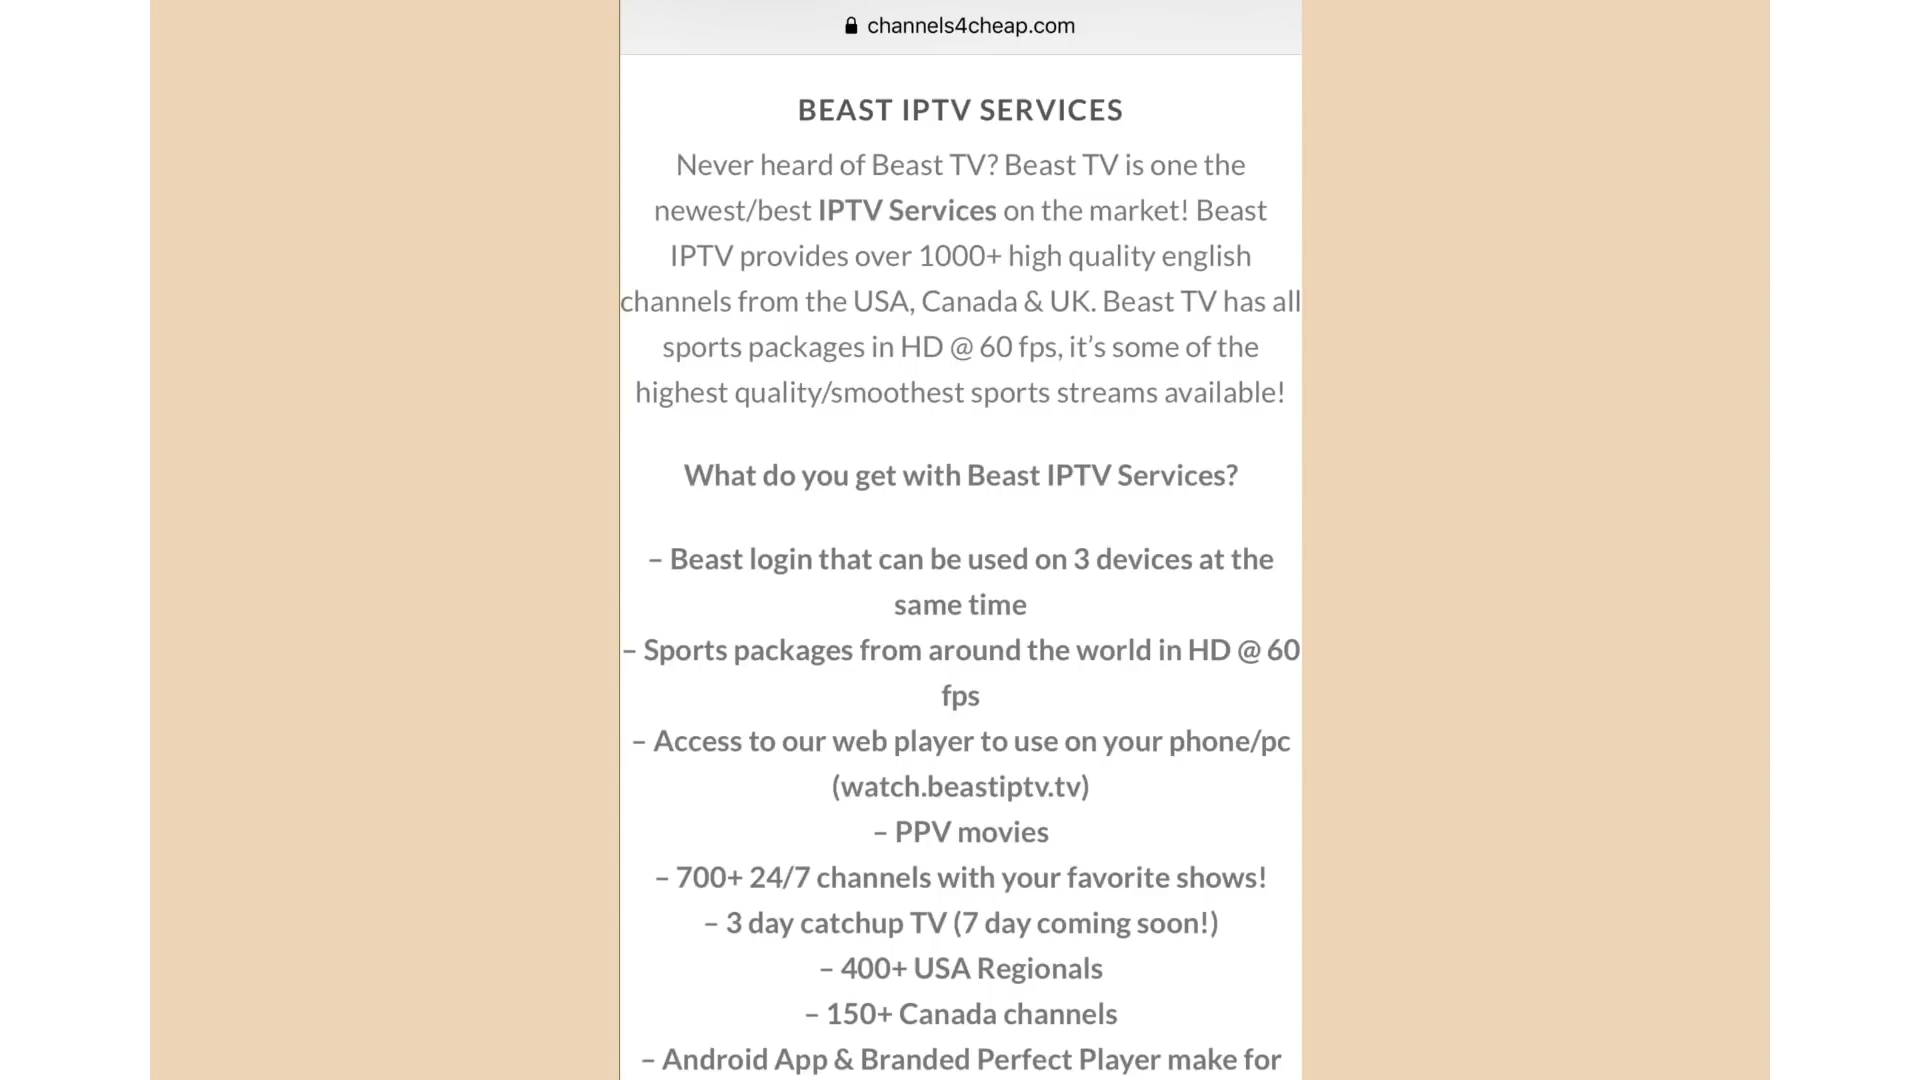 channels4cheap.com
BEAST IPTV SERVICES
Never heard of Beast TV? Beast TV is one the
newest/best IPTV Services on the market! Beast
IPTV provides over 1000+ high quality english
channels from the USA, Canada & UK. Beast TV has all
sports packages in HD @ 60 fps, it’s some of the
highest quality/smoothest sports streams available!
What do you get with Beast IPTV Services?
– Beast login that can be used on 3 devices at the
same time
– Sports packages from around the world in HD @ 60
fps
– Access to our web player to use on your phone/pc
(watch.beastiptv.tv)
– PPV movies
– 700+ 24/7 channels with your favorite shows!
– 3 day catchup TV (7 day coming soon!)
– 400+ USA Regionals
– 150+ Canada channels
– Android App & Branded Perfect Player make for